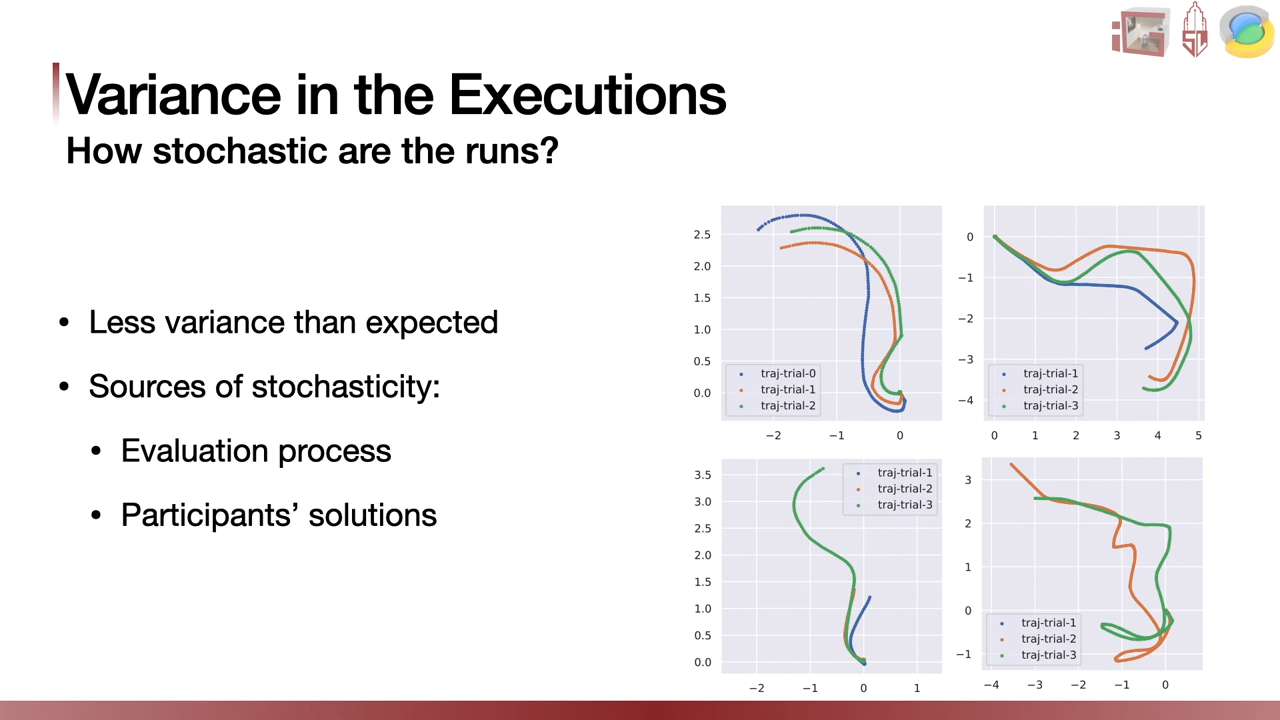 Variance in the Executions
How stochastic are the runs?
• Less variance than expected
• Sources of stochasticity:
• Evaluation process
• Participants’ solutions
2.5
2.0
1.5
1.0
0.5
0.0
traj-trial-0
traj-trial-1
traj-trial-2
−2 −1 0
0
−1
−2
−3
−4
traj-trial-1
traj-trial-2
traj-trial-3
0 1 2 3 4 5
3.5
3.0
2.5
2.0
1.5
1.0
0.5
0.0
traj-trial-1
traj-trial-2
traj-trial-3
−2 −1 0 1
3
2
1
0
−1
traj-trial-1
traj-trial-2
traj-trial-3
−4 −3 −2 −1 0